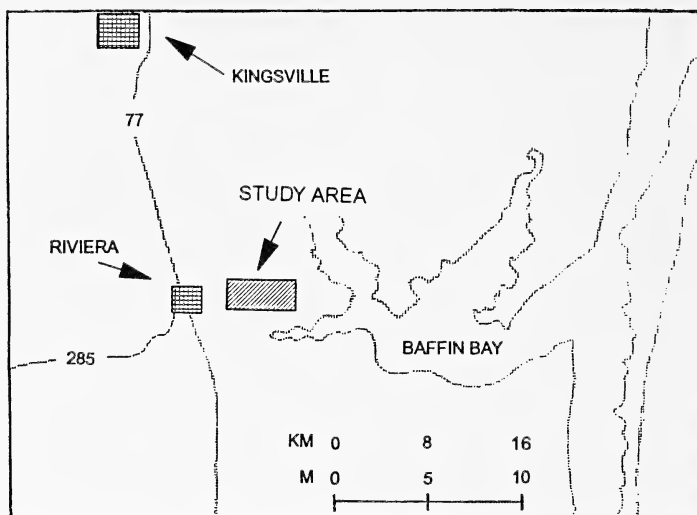 KINGSVILLE
77
STUDY AREA
RIVIERA
285
BAFFIN BAY
KM 0 8 16
M 0 5 10